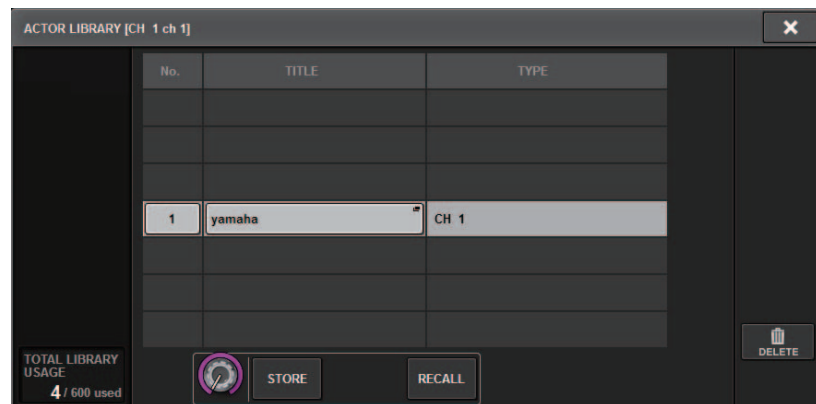 ACTOR LIBRARY [CH 1 ch 1]
No. TITLE TYPE
1 yamaha CH 1
DELETE
TOTAL LIBRARY
USAGE
4 / 600 used
STORE RECALL